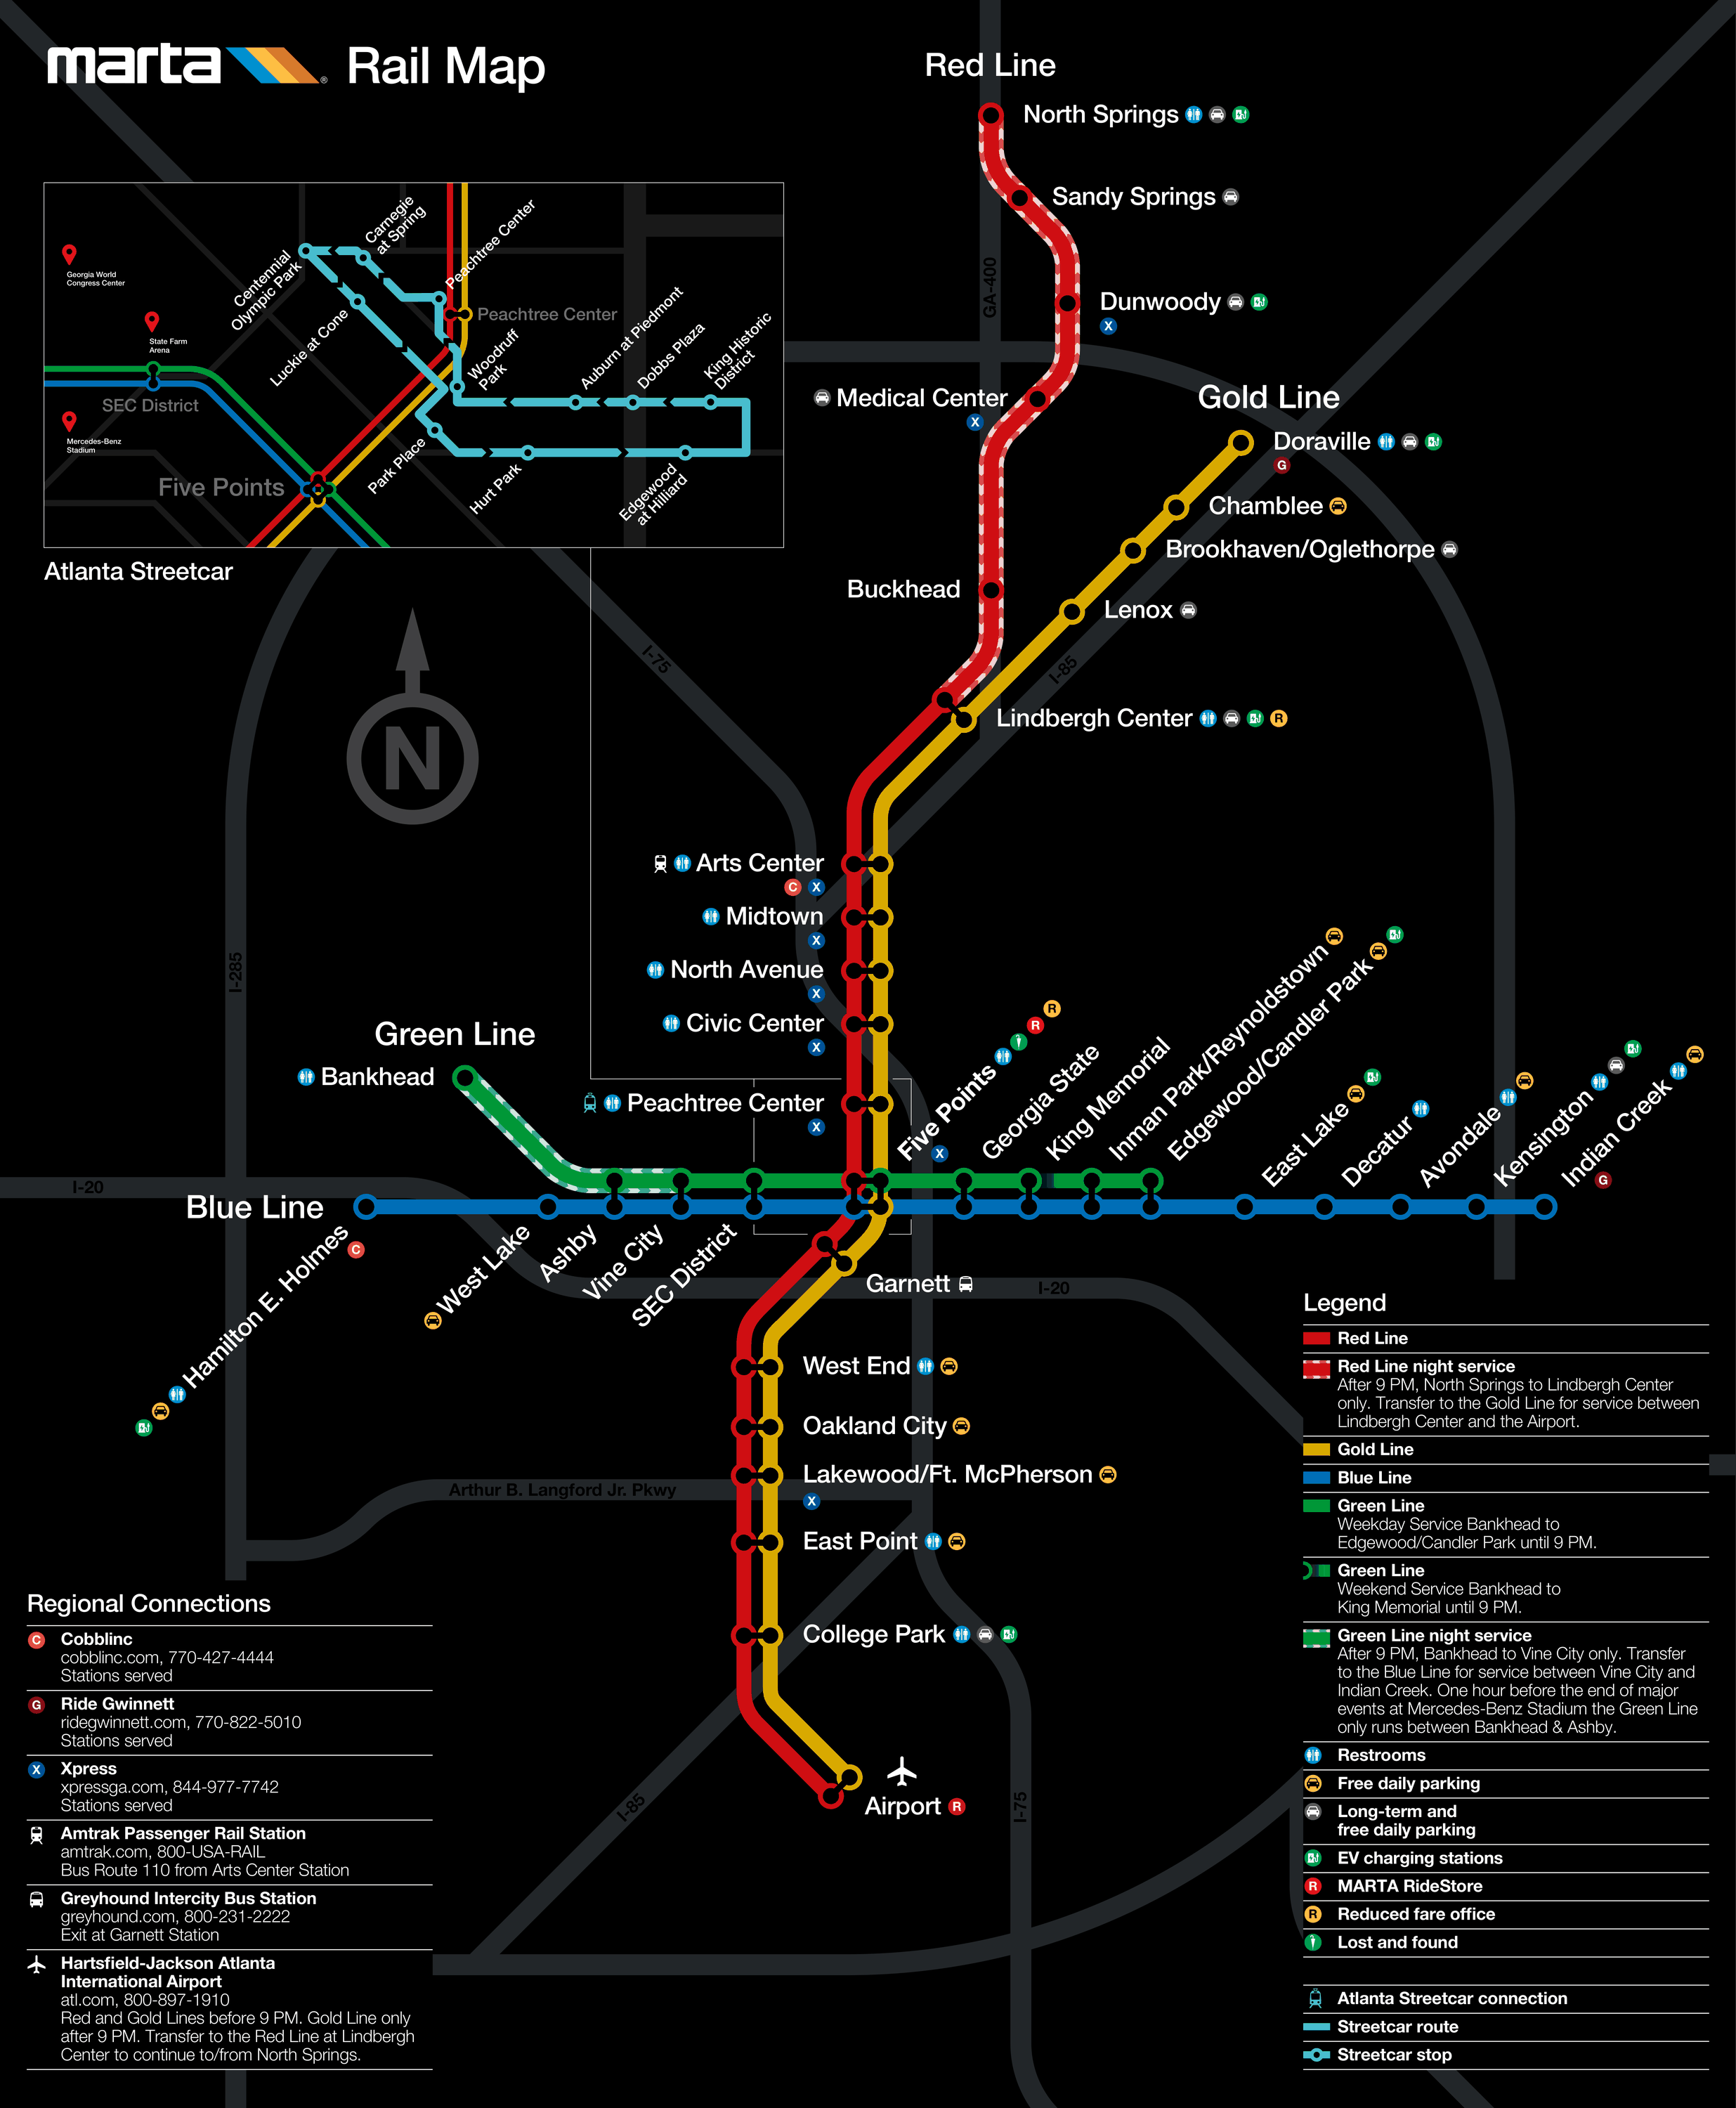 marta ® Rail Map
Red Line
North Springs
Sandy Springs
Dunwoody
X
GA-400
Medical Center
X
Gold Line
Doraville
G
Chamblee
Brookhaven/Oglethorpe
Buckhead
Lenox
I-85
Lindbergh Center R
Georgia World
Congress Center
State Farm
Arena
SEC District
Mercedes-Benz
Stadium
Five Points
Centennial
Olympic Park
Carnegie
at Spring
Peachtree Center
Peachtree Center
Luckie at Cone
Woodruff
Park
Auburn at Piedmont
Dobbs Plaza
King Historic
District
Park Place
Hurt Park
Edgewood
at Hilliard
Atlanta Streetcar
I-75
N
I-285
Arts Center
C X
Midtown
X
North Avenue
X
Civic Center
X
Green Line
Bankhead
Peachtree Center
X
Five Points R R
X
Georgia State
King Memorial
Inman Park/Reynoldstown
Edgewood/Candler Park
East Lake
Decatur
Avondale
Kensington
Indian Creek
G
I-20
Blue Line
Hamilton E. Holmes
C
West Lake
Ashby
Vine City
SEC District
Garnett
I-20
West End
Oakland City
Lakewood/Ft. McPherson
X
Arthur B. Langford Jr. Pkwy
East Point
College Park
I-85
I-75
Airport R
Regional Connections
C Cobblinc
cobblinc.com, 770-427-4444
Stations served
G Ride Gwinnett
ridegwinnett.com, 770-822-5010
Stations served
X Xpress
xpressga.com, 844-977-7742
Stations served
Amtrak Passenger Rail Station
amtrak.com, 800-USA-RAIL
Bus Route 110 from Arts Center Station
Greyhound Intercity Bus Station
greyhound.com, 800-231-2222
Exit at Garnett Station
Hartsfield-Jackson Atlanta
International Airport
atl.com, 800-897-1910
Red and Gold Lines before 9 PM. Gold Line only
after 9 PM. Transfer to the Red Line at Lindbergh
Center to continue to/from North Springs.
Legend
Red Line
Red Line night service
After 9 PM, North Springs to Lindbergh Center
only. Transfer to the Gold Line for service between
Lindbergh Center and the Airport.
Gold Line
Blue Line
Green Line
Weekday Service Bankhead to
Edgewood/Candler Park until 9 PM.
Green Line
Weekend Service Bankhead to
King Memorial until 9 PM.
Green Line night service
After 9 PM, Bankhead to Vine City only. Transfer
to the Blue Line for service between Vine City and
Indian Creek. One hour before the end of major
events at Mercedes-Benz Stadium the Green Line
only runs between Bankhead & Ashby.
Restrooms
Free daily parking
Long-term and
free daily parking
EV charging stations
R MARTA RideStore
R Reduced fare office
Lost and found
Atlanta Streetcar connection
Streetcar route
Streetcar stop